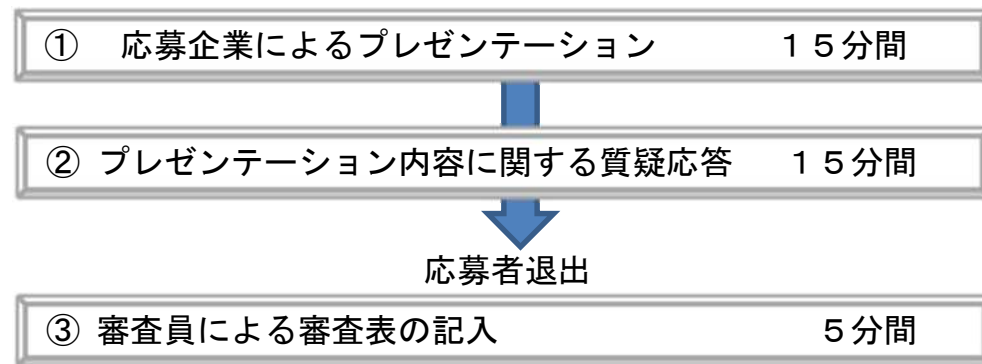 ① 応募企業によるプレゼンテーション １５分間
② プレゼンテーション内容に関する質疑応答 １５分間
応募者退出
③ 審査員による審査表の記入 ５分間